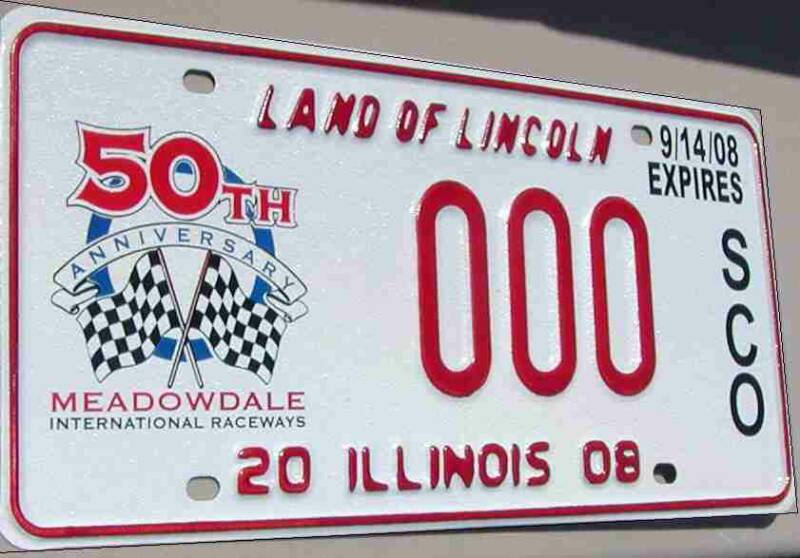 LAND OF LINCOLN
9/14/08
EXPIRES
50TH
ANNIVERSARY
MEADOWDALE
INTERNATIONAL RACEWAYS
000
SCO
20 ILLINOIS 08